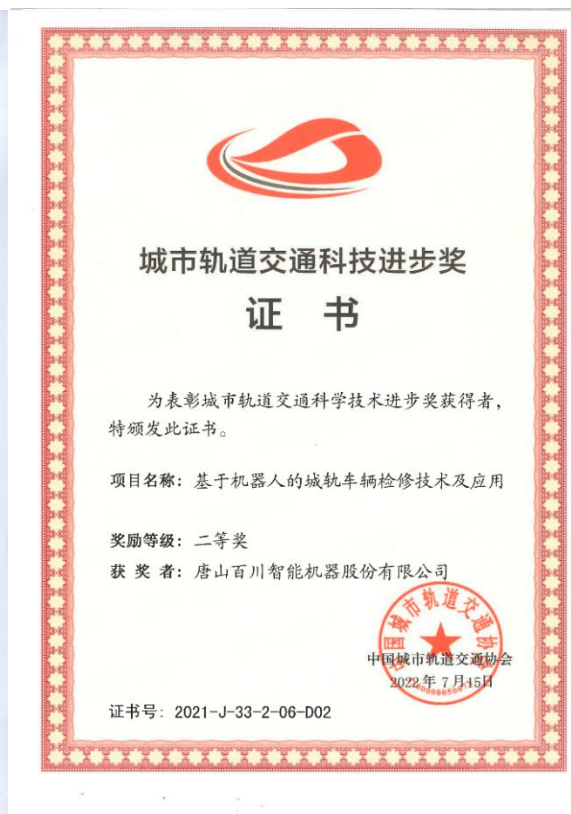 城市轨道交通科技进步奖
证 书
为表彰城市轨道交通科学技术进步奖获得者，
特颁发此证书。
项目名称：基于机器人的城轨车辆检修技术及应用
奖励等级：二等奖
获 奖 者：唐山百川智能机器股份有限公司
中国城市轨道交通协会
中国城市轨道交通协会
2022年 7月15日
证书号：2021-J-33-2-06-D02